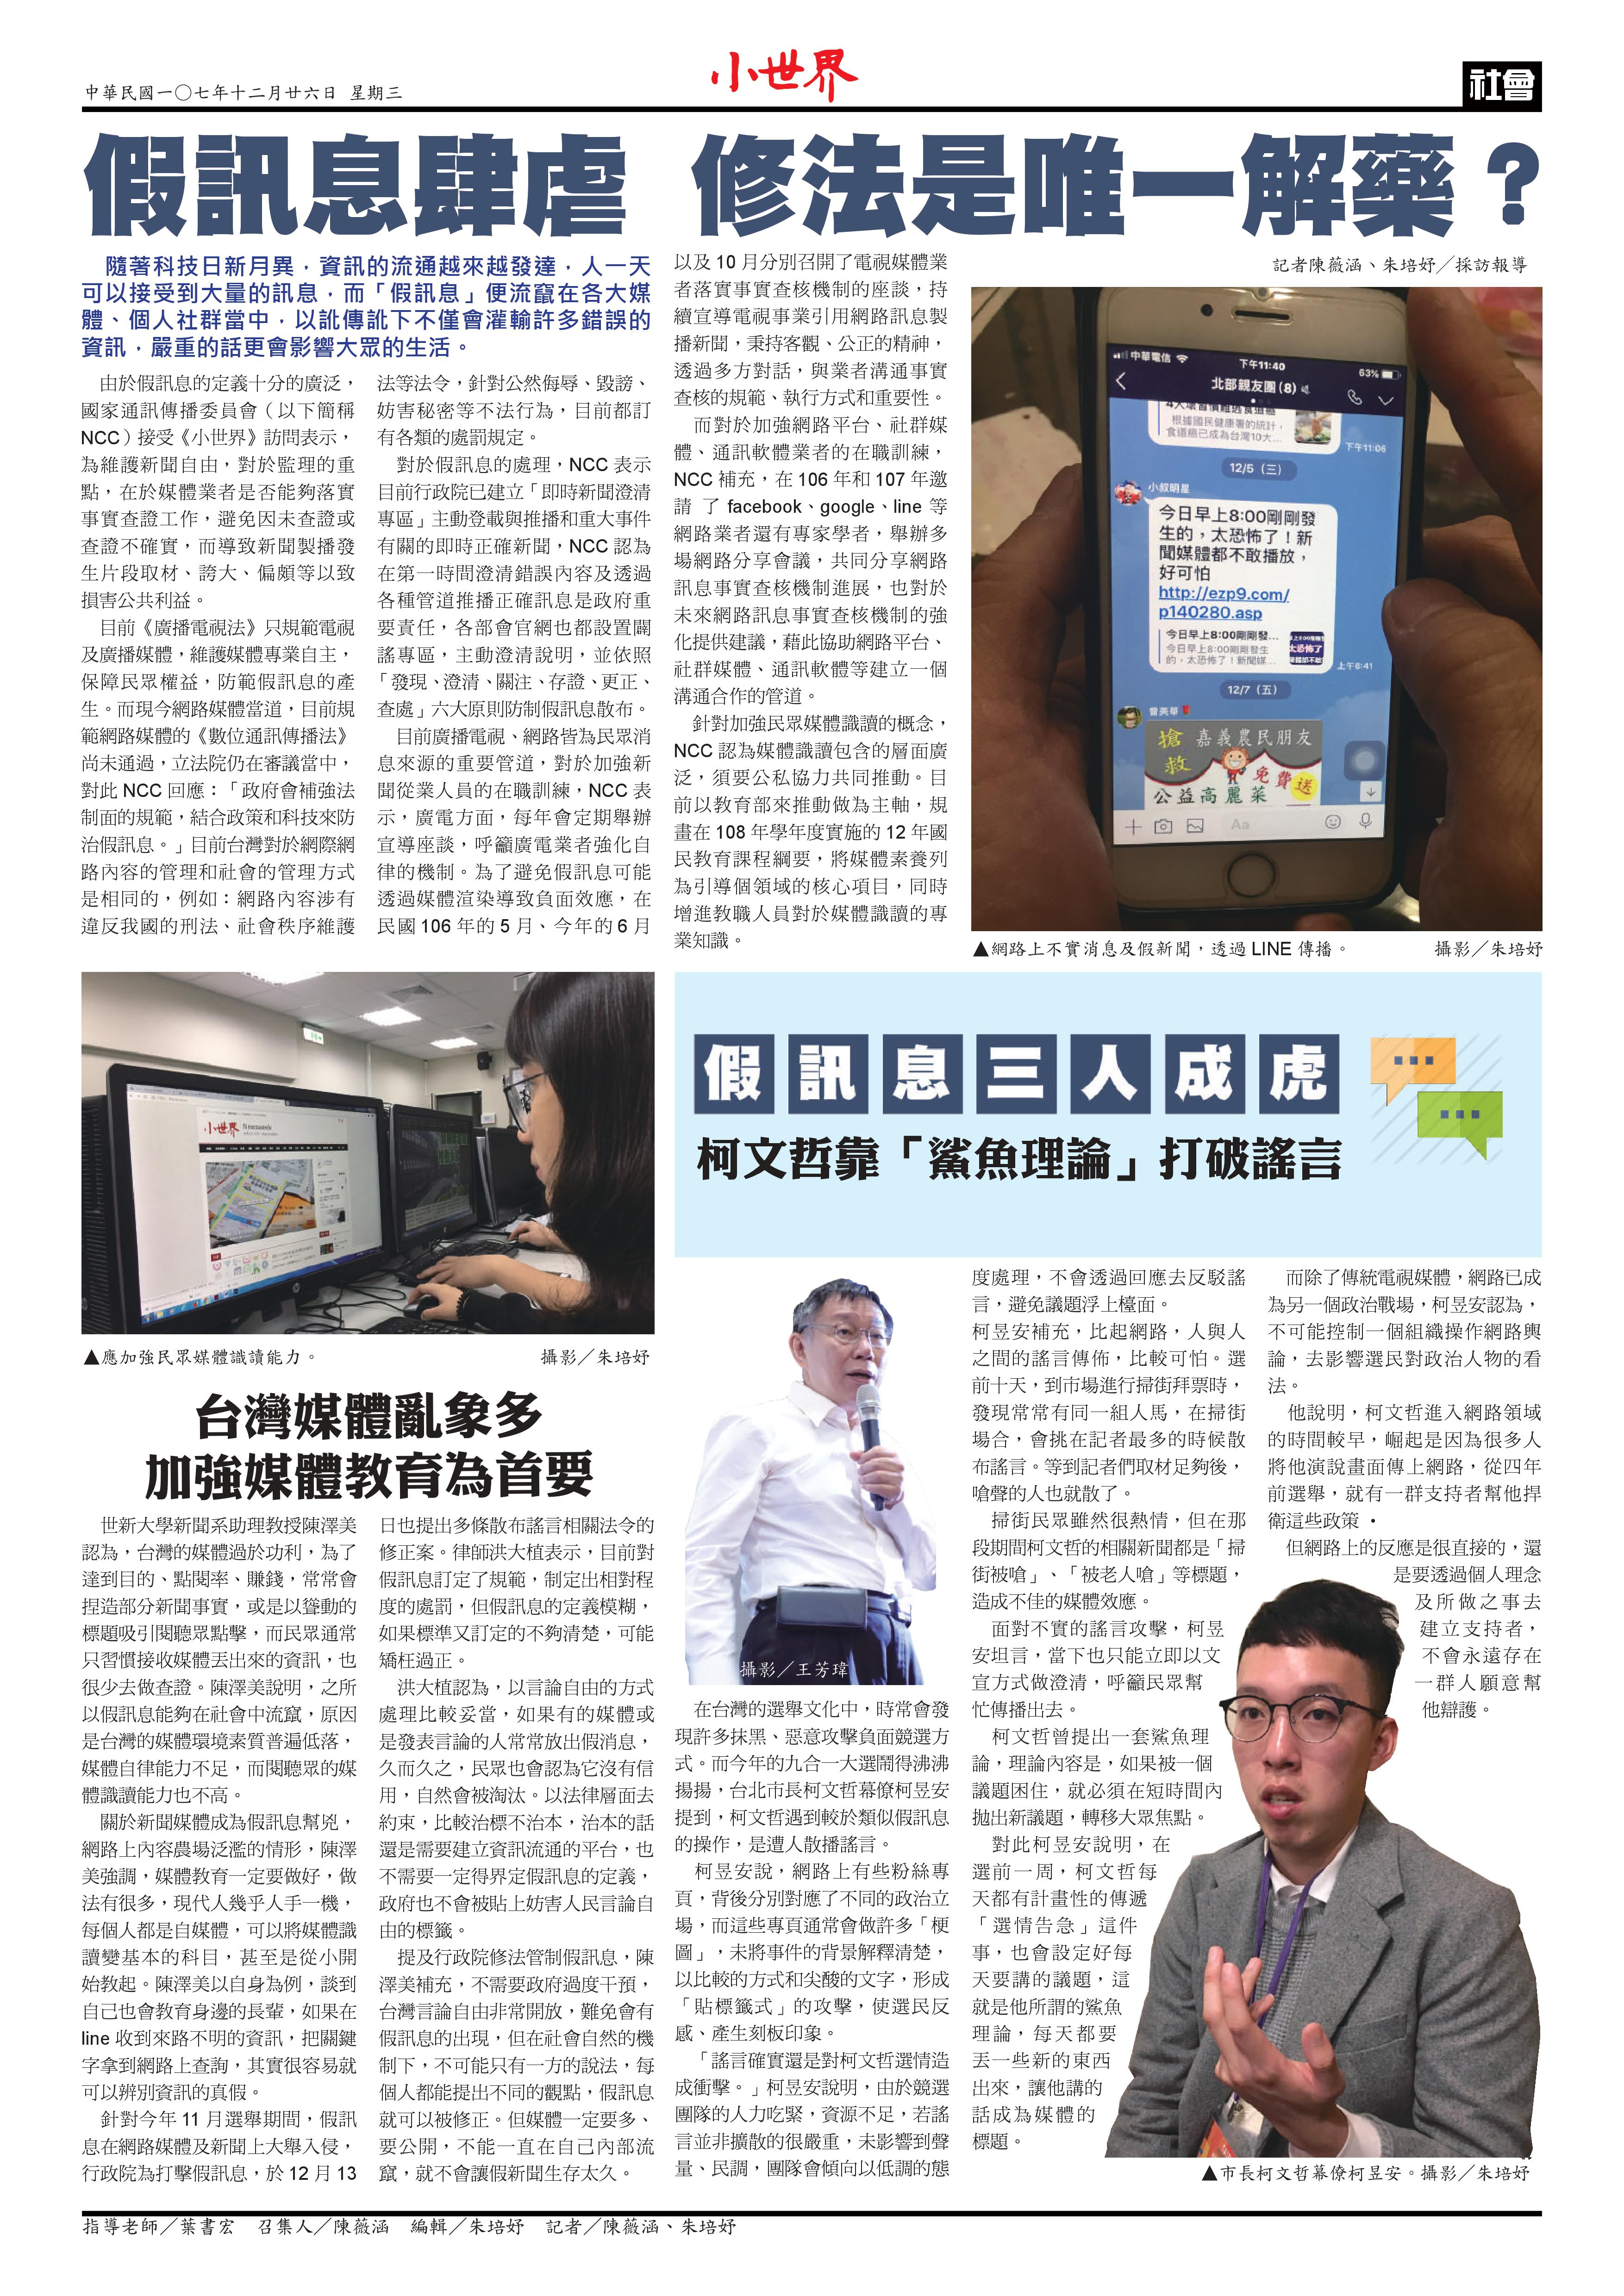 中華民國一○七年十二月廿六日 星期三
小世界
社會
假訊息肆虐 修法是唯一解藥？
記者陳薇涵、朱培妤／採訪報導
隨著科技日新月異，資訊的流通越來越發達，人一天
可以接受到大量的訊息，而「假訊息」便流竄在各大媒
體、個人社群當中，以訛傳訛下不僅會灌輸許多錯誤的
資訊，嚴重的話更會影響大眾的生活。
由於假訊息的定義十分的廣泛，
國家通訊傳播委員會（以下簡稱
NCC）接受《小世界》訪問表示，
為維護新聞自由，對於監理的重
點，在於媒體業者是否能夠落實
事實查證工作，避免因未查證或
查證不確實，而導致新聞製播發
生片段取材、誇大、偏頗等以致
損害公共利益。
目前《廣播電視法》只規範電視
及廣播媒體，維護媒體專業自主，
保障民眾權益，防範假訊息的產
生。而現今網路媒體當道，目前規
範網路媒體的《數位通訊傳播法》
尚未通過，立法院仍在審議當中，
對此 NCC 回應：「政府會補強法
制面的規範，結合政策和科技來防
治假訊息。」目前台灣對於網際網
路內容的管理和社會的管理方式
是相同的，例如：網路內容涉有
違反我國的刑法、社會秩序維護
法等法令，針對公然侮辱、毀謗、
妨害秘密等不法行為，目前都訂
有各類的處罰規定。
對於假訊息的處理，NCC 表示
目前行政院已建立「即時新聞澄清
專區」主動登載與推播和重大事件
有關的即時正確新聞，NCC 認為
在第一時間澄清錯誤內容及透過
各種管道推播正確訊息是政府重
要責任，各部會官網也都設置闢
謠專區，主動澄清說明，並依照
「發現、澄清、關注、存證、更正、
查處」六大原則防制假訊息散布。
目前廣播電視、網路皆為民眾消
息來源的重要管道，對於加強新
聞從業人員的在職訓練，NCC 表
示，廣電方面，每年會定期舉辦
宣導座談，呼籲廣電業者強化自
律的機制。為了避免假訊息可能
透過媒體渲染導致負面效應，在
民國 106 年的 5 月、今年的 6 月
以及 10 月分別召開了電視媒體業
者落實事實查核機制的座談，持
續宣導電視事業引用網路訊息製
播新聞，秉持客觀、公正的精神，
透過多方對話，與業者溝通事實
查核的規範、執行方式和重要性。
而對於加強網路平台、社群媒
體、通訊軟體業者的在職訓練，
NCC 補充，在 106 年和 107 年邀
請 了 facebook、google、line 等
網路業者還有專家學者，舉辦多
場網路分享會議，共同分享網路
訊息事實查核機制進展，也對於
未來網路訊息事實查核機制的強
化提供建議，藉此協助網路平台、
社群媒體、通訊軟體等建立一個
溝通合作的管道。
針對加強民眾媒體識讀的概念，
NCC 認為媒體識讀包含的層面廣
泛，須要公私協力共同推動。目
前以教育部來推動做為主軸，規
畫在 108 年學年度實施的 12 年國
民教育課程綱要，將媒體素養列
為引導個領域的核心項目，同時
增進教職人員對於媒體識讀的專
業知識。
中華電信
下午11:40
63%
北部親友團 (8)
4大壞習慣難逃食道癌
根據國民健康署的統計，
食道癌已成為台灣10大...
下午11:06
12/5（三）
小叔明星
今日早上8:00剛剛發
生的，太恐怖了！新
聞媒體都不敢播放，
好可怕
http://ezp9.com/
p140280.asp
今日早上8:00剛剛發...
今日早上8:00剛剛發生
的，太恐怖了！新聞媒...
上午6:41
12/7（五）
曾英華
搶救
嘉義農民朋友
免費送
公益高麗菜
Aa
▲網路上不實消息及假新聞，透過 LINE 傳播。 攝影／朱培妤
小世界
▲應加強民眾媒體識讀能力。 攝影／朱培妤
台灣媒體亂象多
加強媒體教育為首要
世新大學新聞系助理教授陳澤美
認為，台灣的媒體過於功利，為了
達到目的、點閱率、賺錢，常常會
捏造部分新聞事實，或是以聳動的
標題吸引閱聽眾點擊，而民眾通常
只習慣接收媒體丟出來的資訊，也
很少去做查證。陳澤美說明，之所
以假訊息能夠在社會中流竄，原因
是台灣的媒體環境素質普遍低落，
媒體自律能力不足，而閱聽眾的媒
體識讀能力也不高。
關於新聞媒體成為假訊息幫兇，
網路上內容農場泛濫的情形，陳澤
美強調，媒體教育一定要做好，做
法有很多，現代人幾乎人手一機，
每個人都是自媒體，可以將媒體識
讀變基本的科目，甚至是從小開
始教起。陳澤美以自身為例，談到
自己也會教育身邊的長輩，如果在
line 收到來路不明的資訊，把關鍵
字拿到網路上查詢，其實很容易就
可以辨別資訊的真假。
針對今年 11 月選舉期間，假訊
息在網路媒體及新聞上大舉入侵，
行政院為打擊假訊息，於 12 月 13
日也提出多條散布謠言相關法令的
修正案。律師洪大植表示，目前對
假訊息訂定了規範，制定出相對程
度的處罰，但假訊息的定義模糊，
如果標準又訂定的不夠清楚，可能
矯枉過正。
洪大植認為，以言論自由的方式
處理比較妥當，如果有的媒體或
是發表言論的人常常放出假消息，
久而久之，民眾也會認為它沒有信
用，自然會被淘汰。以法律層面去
約束，比較治標不治本，治本的話
還是需要建立資訊流通的平台，也
不需要一定得界定假訊息的定義，
政府也不會被貼上妨害人民言論自
由的標籤。
提及行政院修法管制假訊息，陳
澤美補充，不需要政府過度干預，
台灣言論自由非常開放，難免會有
假訊息的出現，但在社會自然的機
制下，不可能只有一方的說法，每
個人都能提出不同的觀點，假訊息
就可以被修正。但媒體一定要多、
要公開，不能一直在自己內部流
竄，就不會讓假新聞生存太久。
假訊息三人成虎
柯文哲靠「鯊魚理論」打破謠言
攝影／王芳瑋
在台灣的選舉文化中，時常會發
現許多抹黑、惡意攻擊負面競選方
式。而今年的九合一大選鬧得沸沸
揚揚，台北市長柯文哲幕僚柯昱安
提到，柯文哲遇到較於類似假訊息
的操作，是遭人散播謠言。
柯昱安說，網路上有些粉絲專
頁，背後分別對應了不同的政治立
場，而這些專頁通常會做許多「梗
圖」，未將事件的背景解釋清楚，
以比較的方式和尖酸的文字，形成
「貼標籤式」的攻擊，使選民反
感、產生刻板印象。
「謠言確實還是對柯文哲選情造
成衝擊。」柯昱安說明，由於競選
團隊的人力吃緊，資源不足，若謠
言並非擴散的很嚴重，未影響到聲
量、民調，團隊會傾向以低調的態
度處理，不會透過回應去反駁謠
言，避免議題浮上檯面。
柯昱安補充，比起網路，人與人
之間的謠言傳佈，比較可怕。選
前十天，到市場進行掃街拜票時，
發現常常有同一組人馬，在掃街
場合，會挑在記者最多的時候散
布謠言。等到記者們取材足夠後，
嗆聲的人也就散了。
掃街民眾雖然很熱情，但在那
段期間柯文哲的相關新聞都是「掃
街被嗆」、「被老人嗆」等標題，
造成不佳的媒體效應。
面對不實的謠言攻擊，柯昱
安坦言，當下也只能立即以文
宣方式做澄清，呼籲民眾幫
忙傳播出去。
柯文哲曾提出一套鯊魚理
論，理論內容是，如果被一個
議題困住，就必須在短時間內
拋出新議題，轉移大眾焦點。
對此柯昱安說明，在
選前一周，柯文哲每
天都有計畫性的傳遞
「選情告急」這件
事，也會設定好每
天要講的議題，這
就是他所謂的鯊魚
理論，每天都要
丟一些新的東西
出來，讓他講的
話成為媒體的
標題。
而除了傳統電視媒體，網路已成
為另一個政治戰場，柯昱安認為，
不可能控制一個組織操作網路輿
論，去影響選民對政治人物的看
法。
他說明，柯文哲進入網路領域
的時間較早，崛起是因為很多人
將他演說畫面傳上網路，從四年
前選舉，就有一群支持者幫他捍
衛這些政策・
但網路上的反應是很直接的，還
是要透過個人理念
及所做之事去
建立支持者，
不會永遠存在
一群人願意幫
他辯護。
▲市長柯文哲幕僚柯昱安。攝影／朱培妤
指導老師／葉書宏 召集人／陳薇涵 編輯／朱培妤 記者／陳薇涵、朱培妤